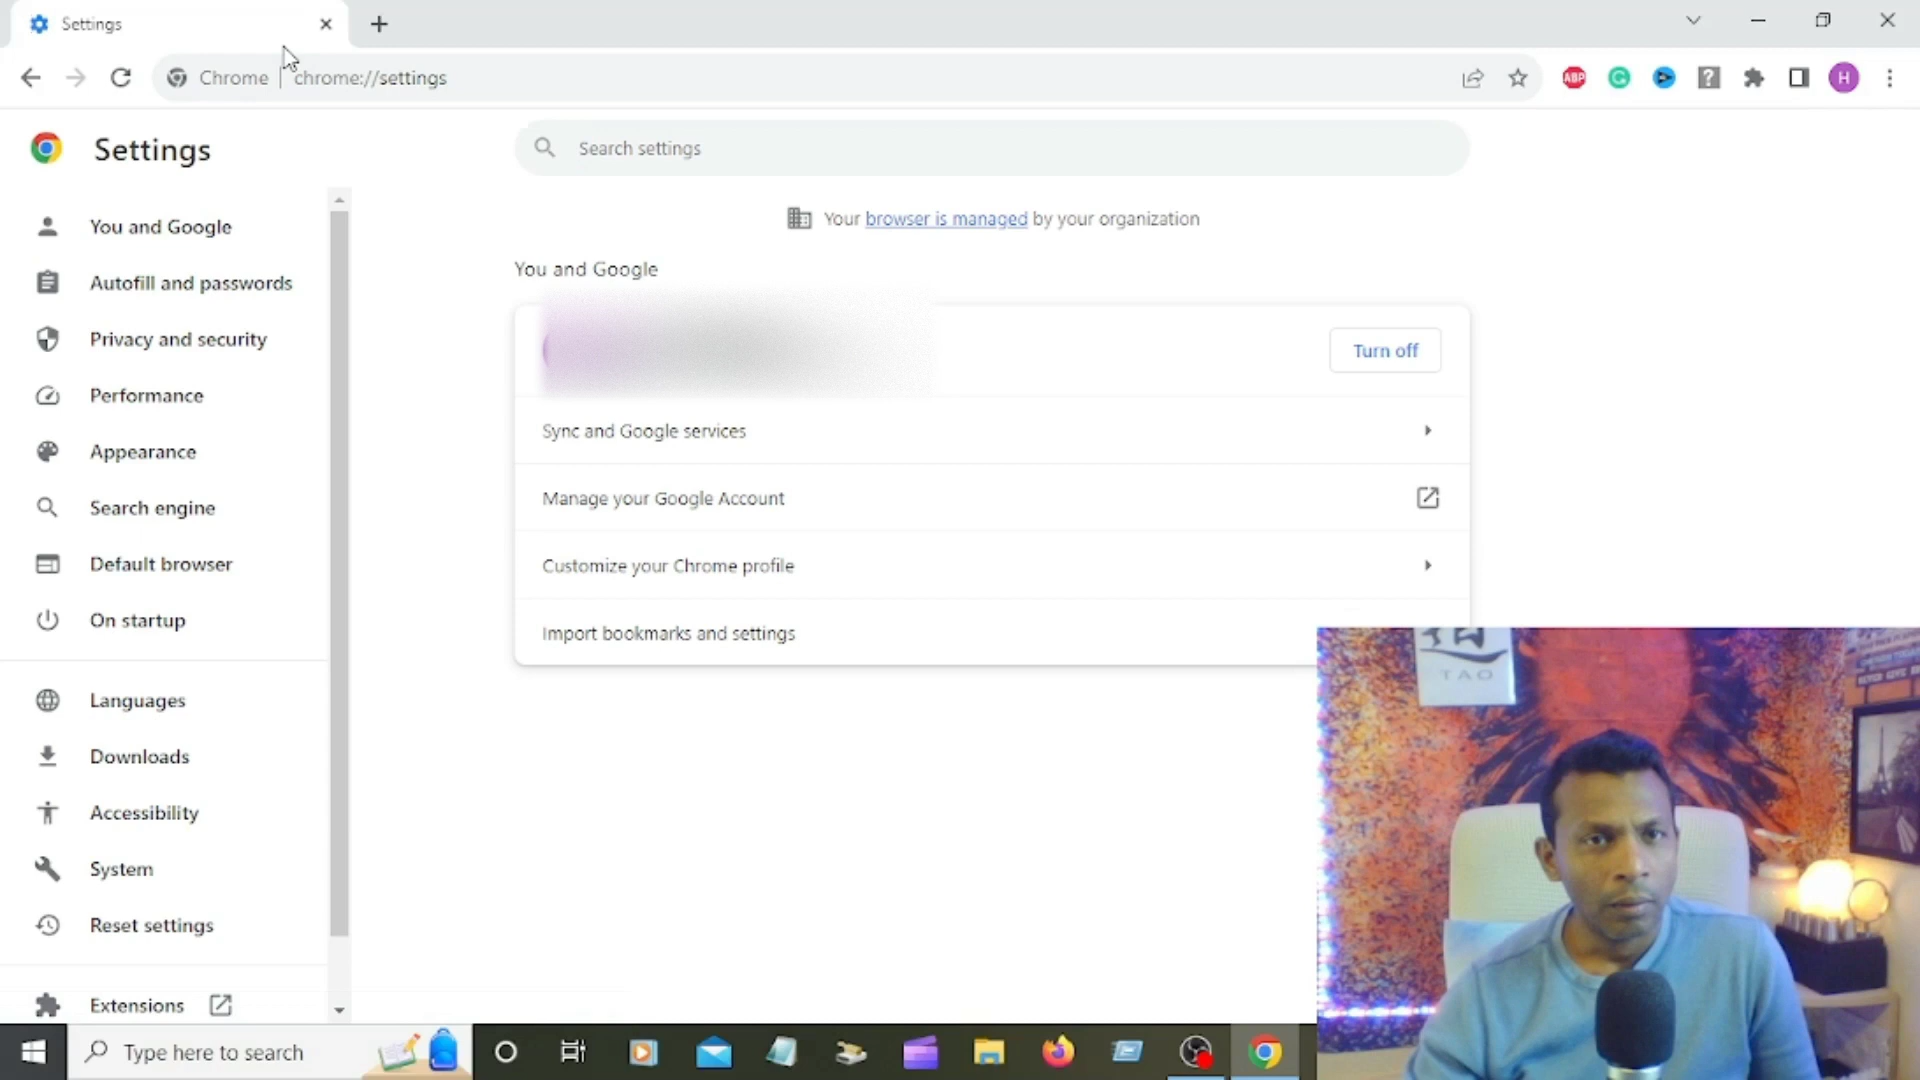 Settings
Chrome | chrome://settings
ABP
H
Settings
Search settings
Your browser is managed by your organization
You and Google
Autofill and passwords
Privacy and security
Performance
Appearance
Search engine
Default browser
On startup
Languages
Downloads
Accessibility
System
Reset settings
Extensions
You and Google
Turn off
Sync and Google services
Manage your Google Account
Customize your Chrome profile
Import bookmarks and settings
TAO
Type here to search